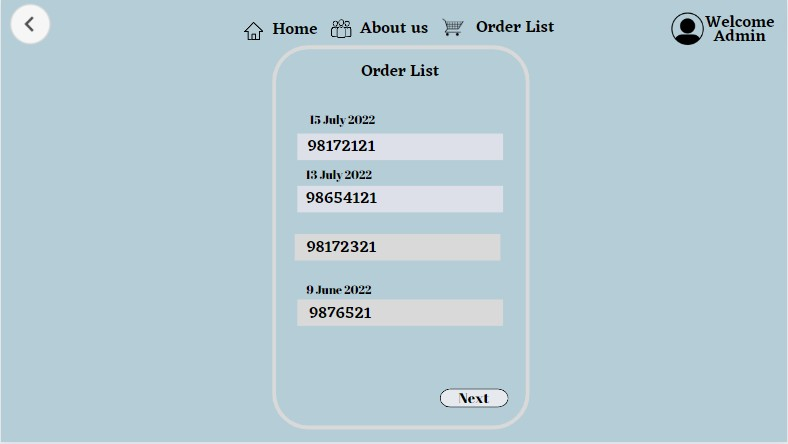 Home
About us
Order List
Welcome
Admin
Order List
15 July 2022
98172121
13 July 2022
98654121
98172321
9 June 2022
9876521
Next